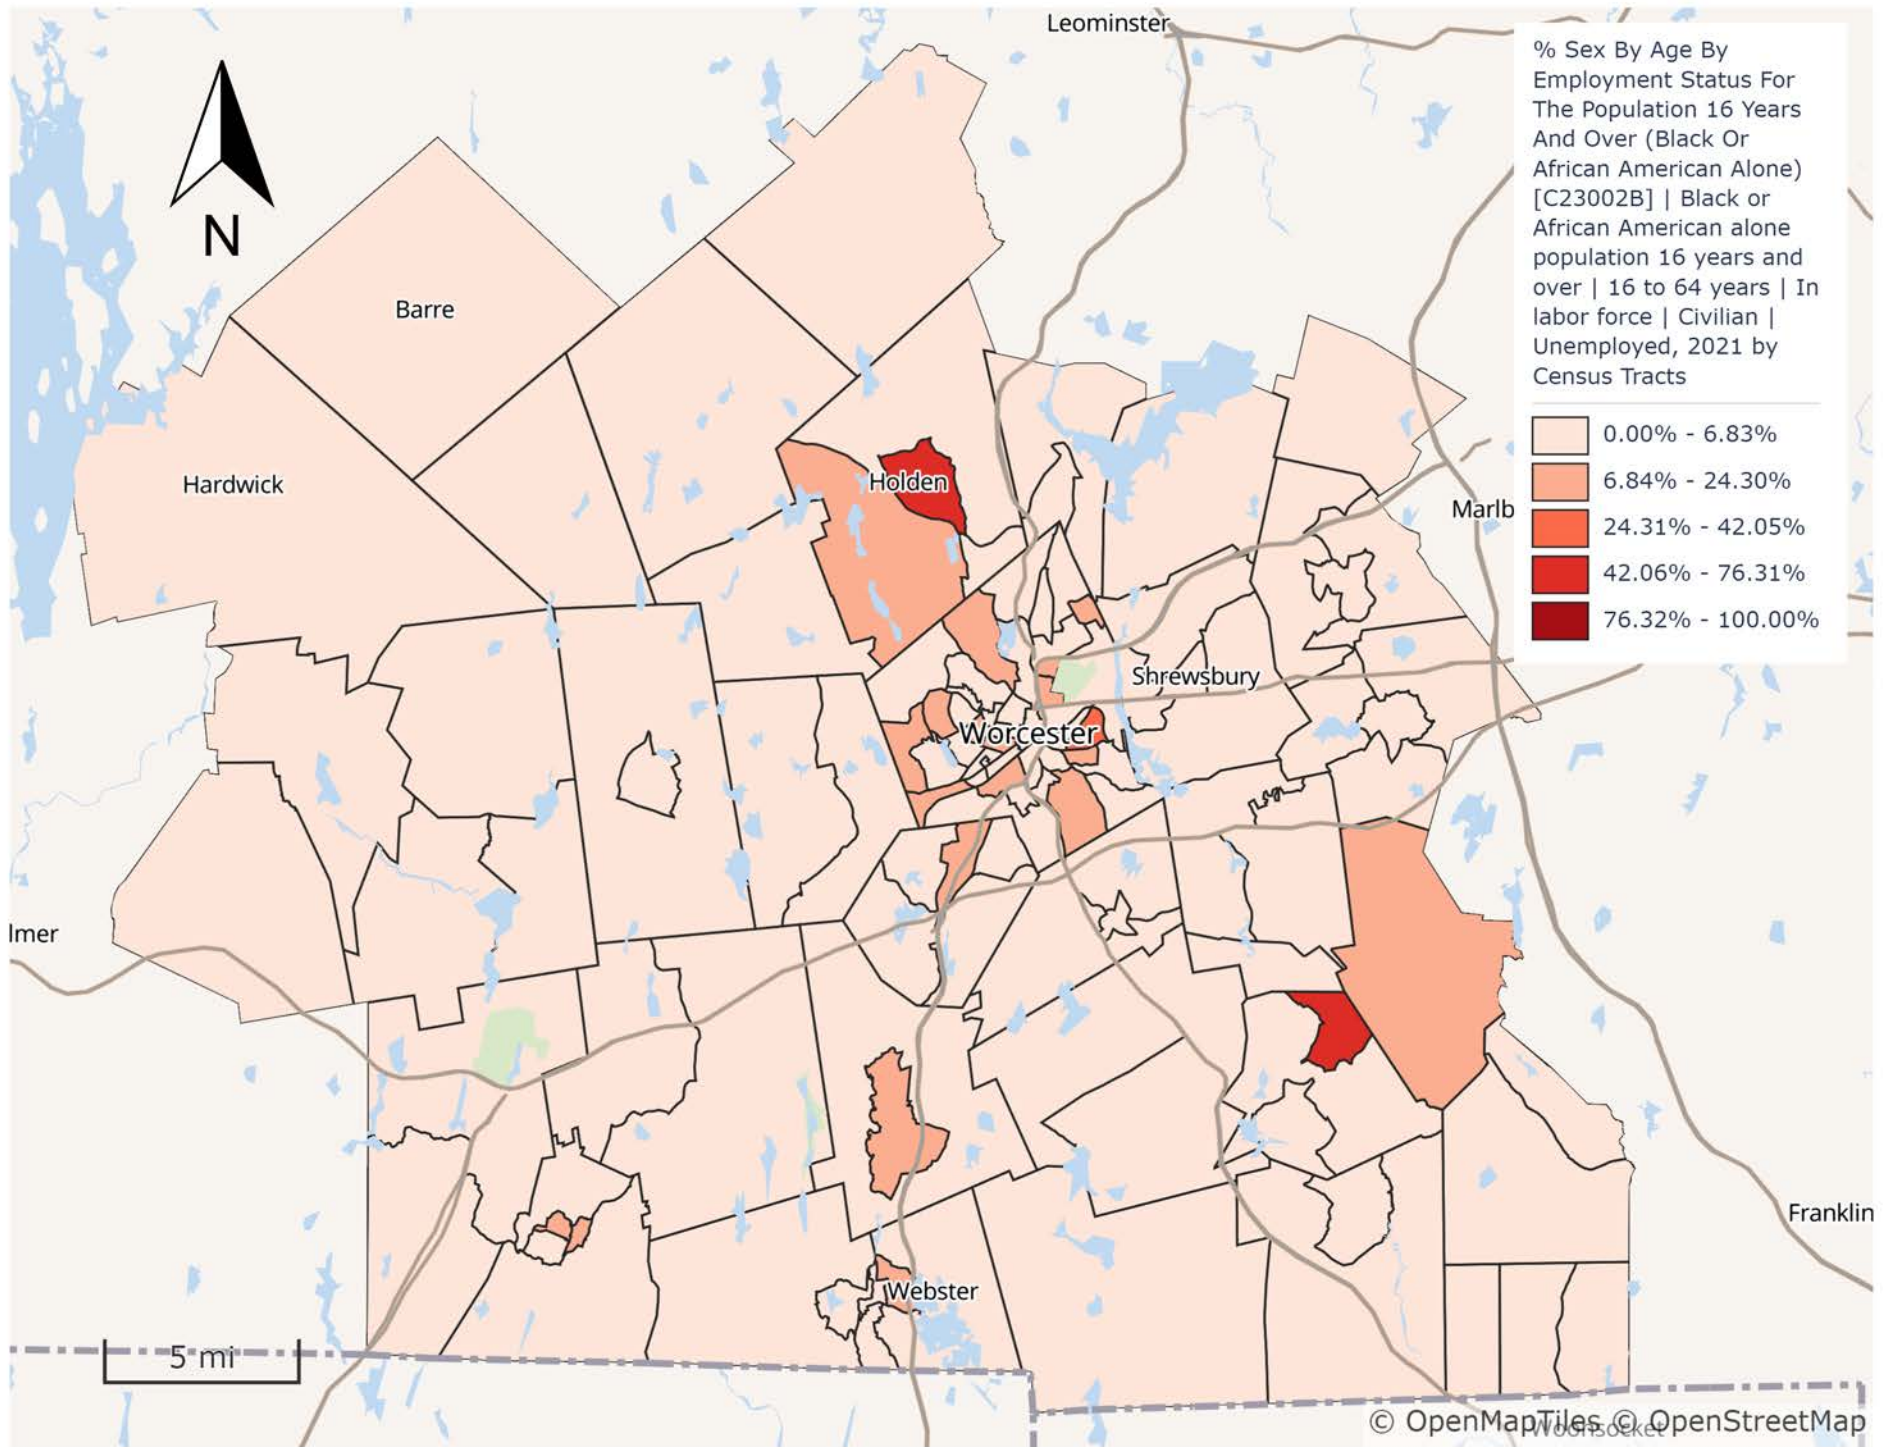 Leominster
% Sex By Age By
Employment Status For
The Population 16 Years
And Over (Black Or
African American Alone)
[C23002B] | Black or
African American alone
population 16 years and
over | 16 to 64 years | In
labor force | Civilian |
Unemployed, 2021 by
Census Tracts
0.00% - 6.83%
6.84% - 24.30%
24.31% - 42.05%
42.06% - 76.31%
76.32% - 100.00%
N
Barre
Hardwick
Holden
Marlb
Shrewsbury
Worcester
lmer
Franklin
Webster
5 mi
© OpenMapTiles © OpenStreetMap
Woonsocket